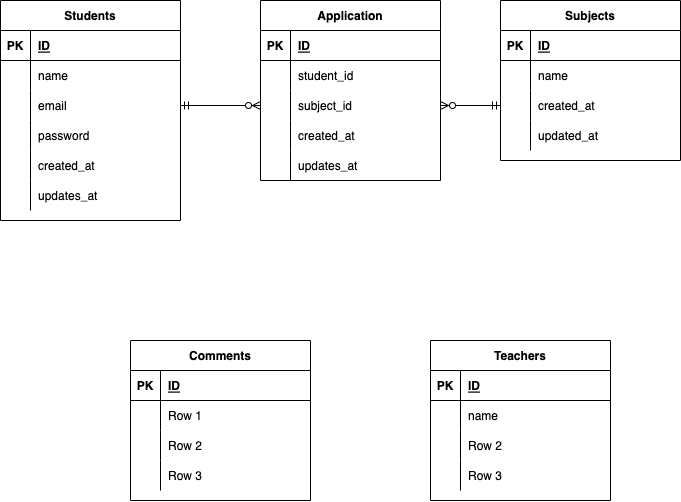 Students
PK ID
name
email
password
created_at
updates_at
Application
PK ID
student_id
subject_id
created_at
updates_at
Subjects
PK ID
name
created_at
updated_at
Comments
PK ID
Row 1
Row 2
Row 3
Teachers
PK ID
name
Row 2
Row 3